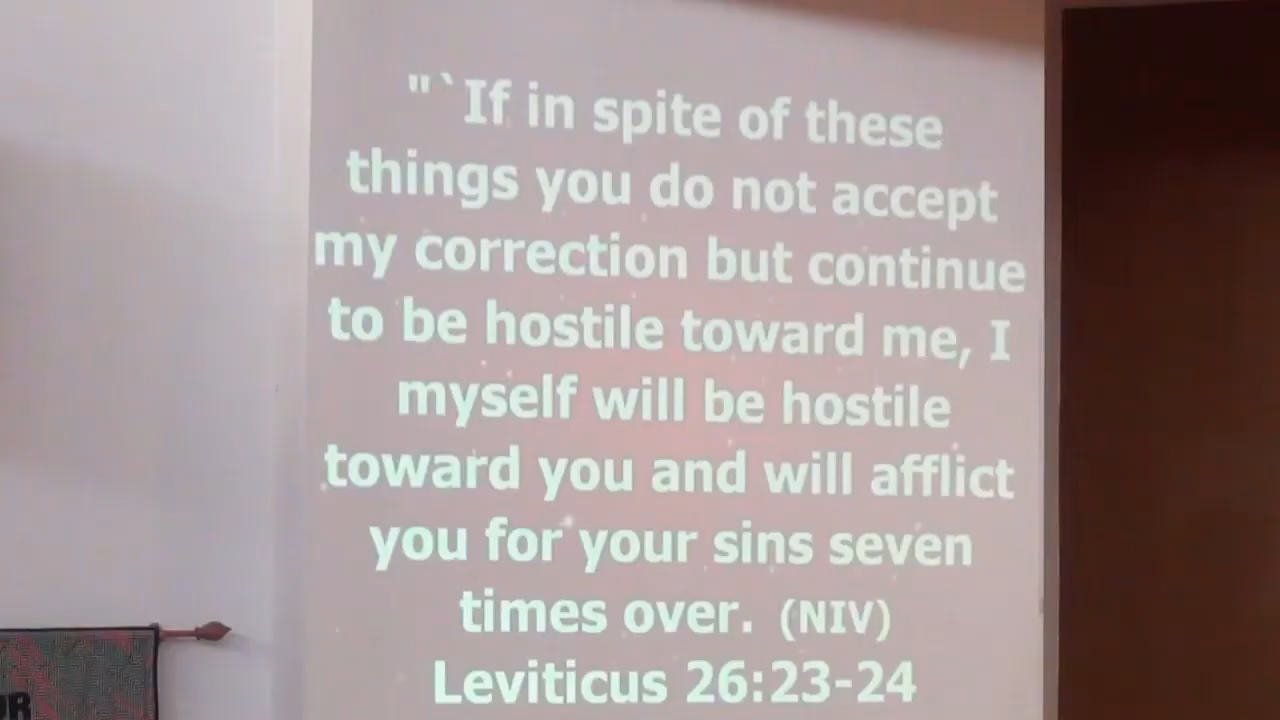 "`If in spite of these
things you do not accept
my correction but continue
to be hostile toward me, I
myself will be hostile
toward you and will afflict
you for your sins seven
times over. (NIV)
Leviticus 26:23-24
OR